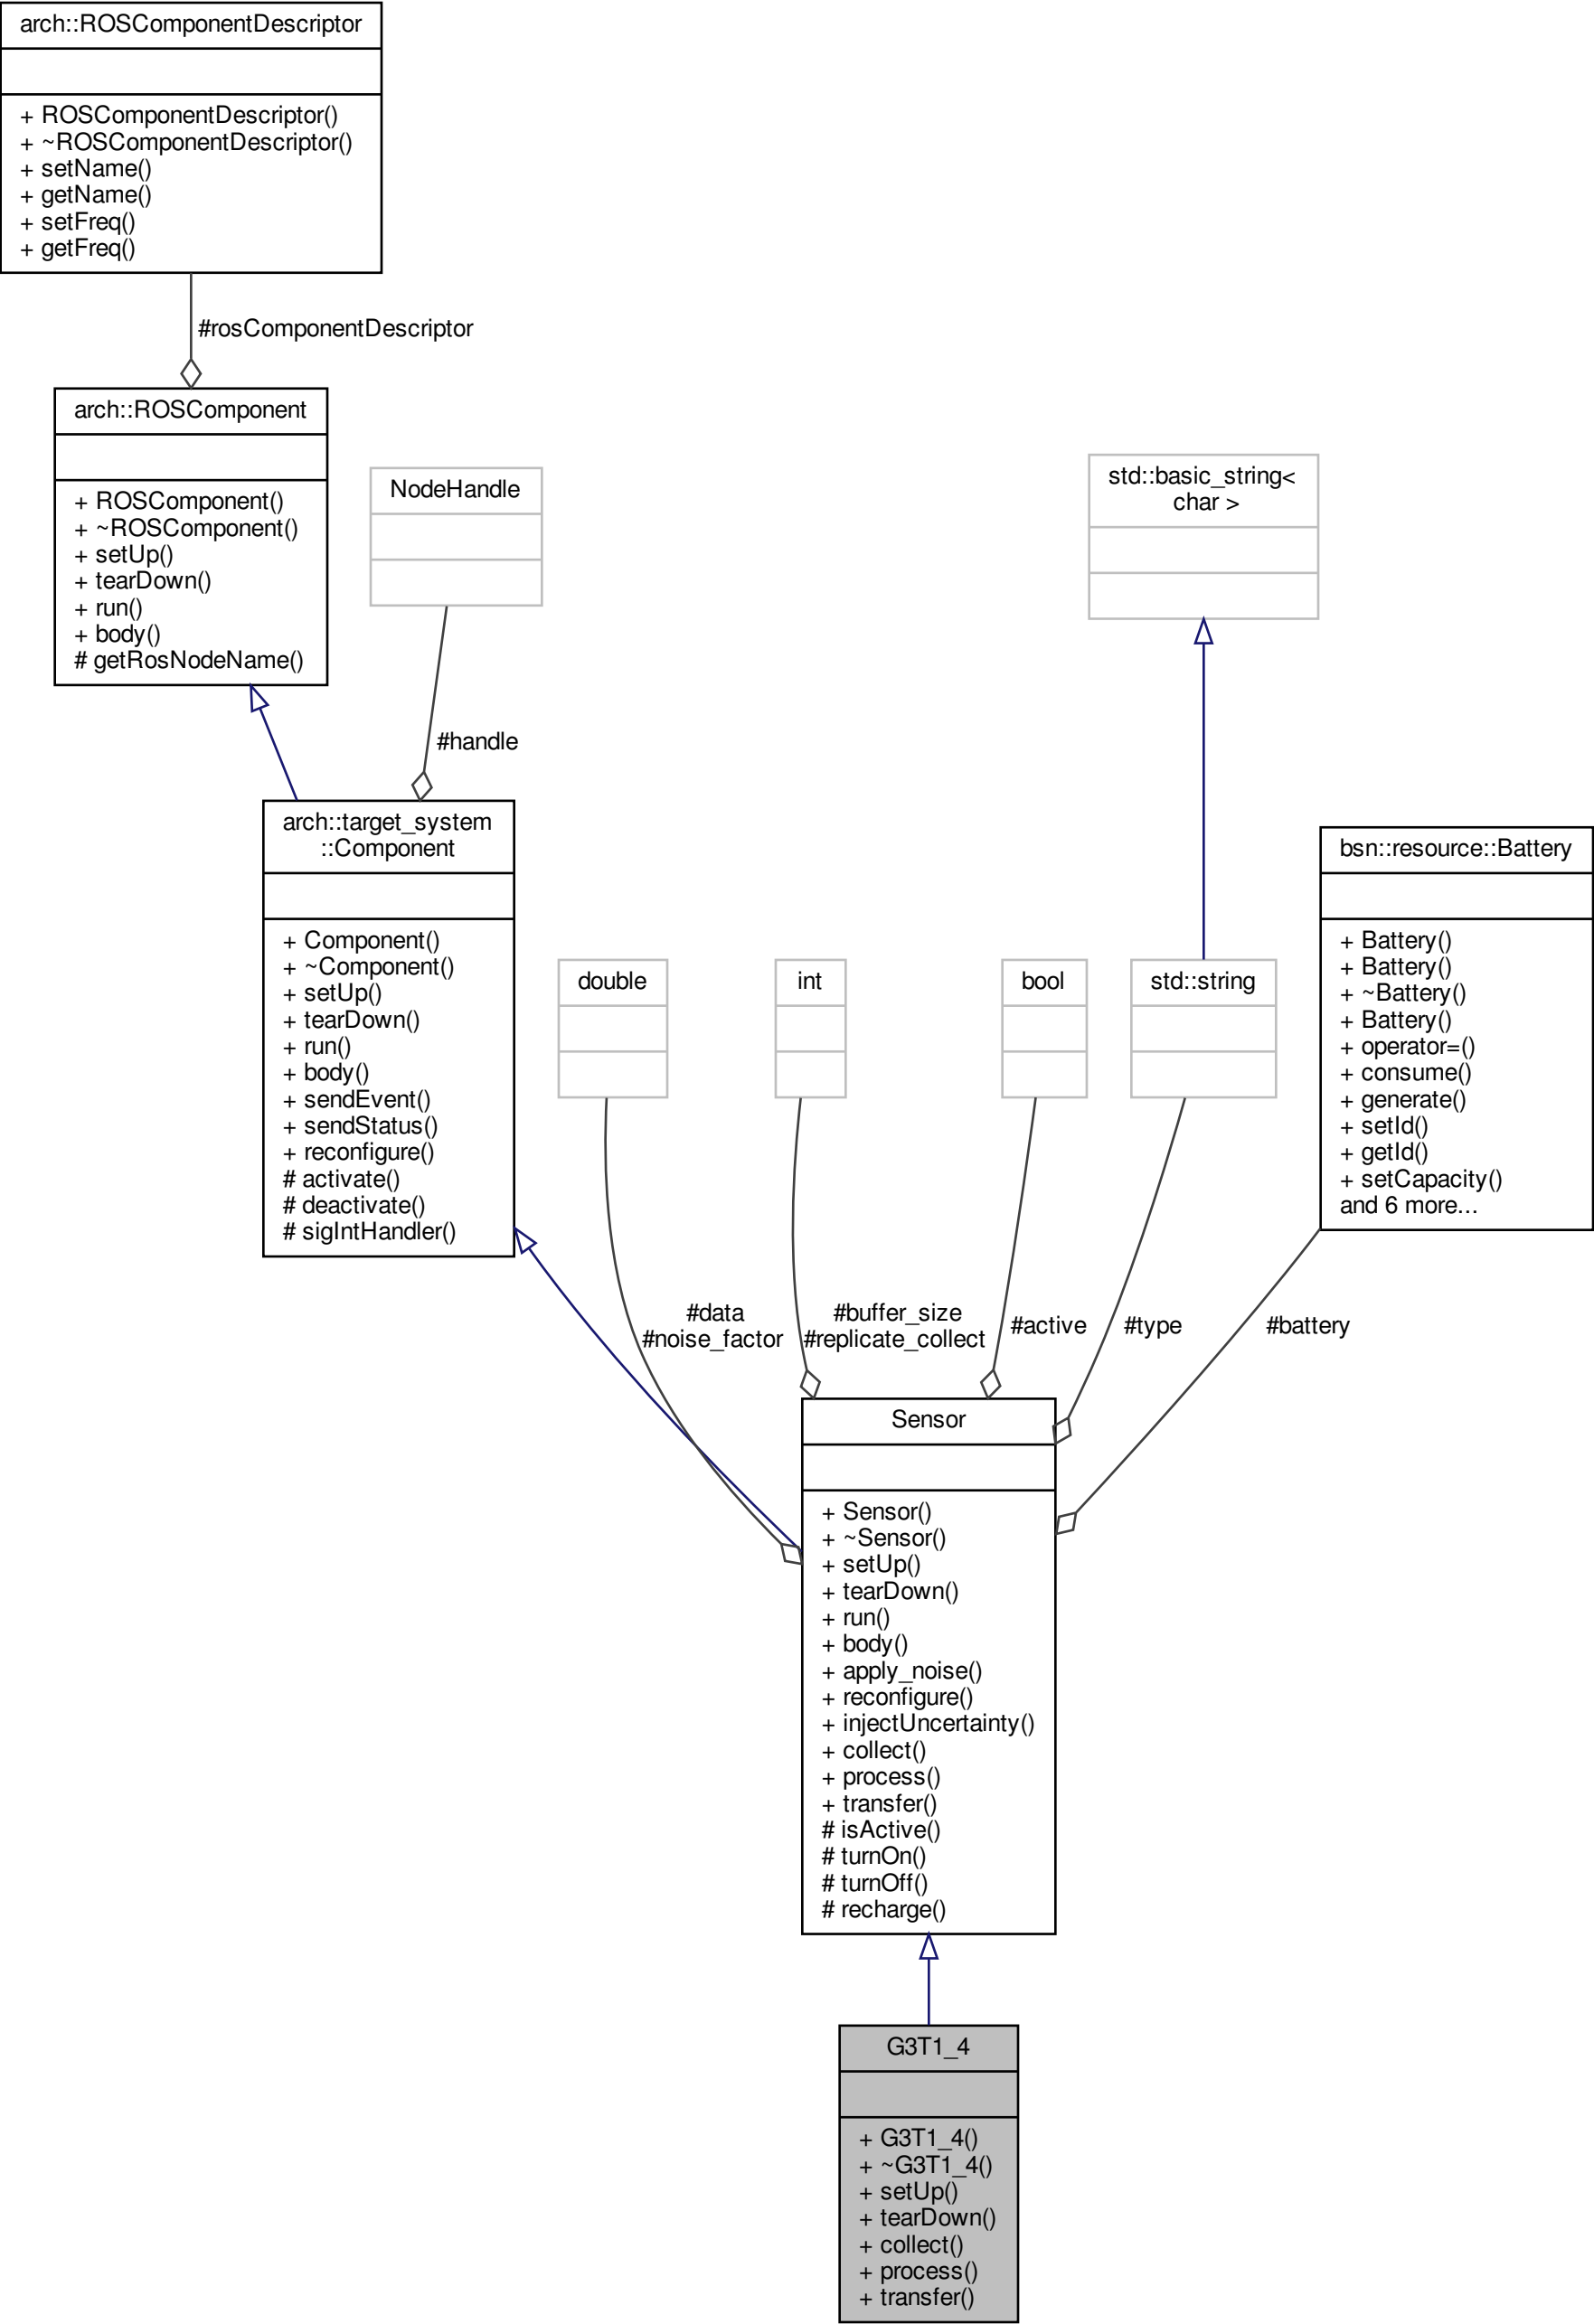 arch::ROSComponentDescriptor
+ ROSComponentDescriptor()
+ ~ROSComponentDescriptor()
+ setName()
+ getName()
+ setFreq()
+ getFreq()
#rosComponentDescriptor
arch::ROSComponent
+ ROSComponent()
+ ~ROSComponent()
+ setUp()
+ tearDown()
+ run()
+ body()
# getRosNodeName()
NodeHandle
#handle
std::basic_string<
char >
arch::target_system
::Component
+ Component()
+ ~Component()
+ setUp()
+ tearDown()
+ run()
+ body()
+ sendEvent()
+ sendStatus()
+ reconfigure()
# activate()
# deactivate()
# sigIntHandler()
double
int
bool
std::string
bsn::resource::Battery
+ Battery()
+ Battery()
+ ~Battery()
+ Battery()
+ operator=()
+ consume()
+ generate()
+ setId()
+ getId()
+ setCapacity()
and 6 more...
#data
#noise_factor
#buffer_size
#replicate_collect
#active
#type
#battery
Sensor
+ Sensor()
+ ~Sensor()
+ setUp()
+ tearDown()
+ run()
+ body()
+ apply_noise()
+ reconfigure()
+ injectUncertainty()
+ collect()
+ process()
+ transfer()
# isActive()
# turnOn()
# turnOff()
# recharge()
G3T1_4
+ G3T1_4()
+ ~G3T1_4()
+ setUp()
+ tearDown()
+ collect()
+ process()
+ transfer()